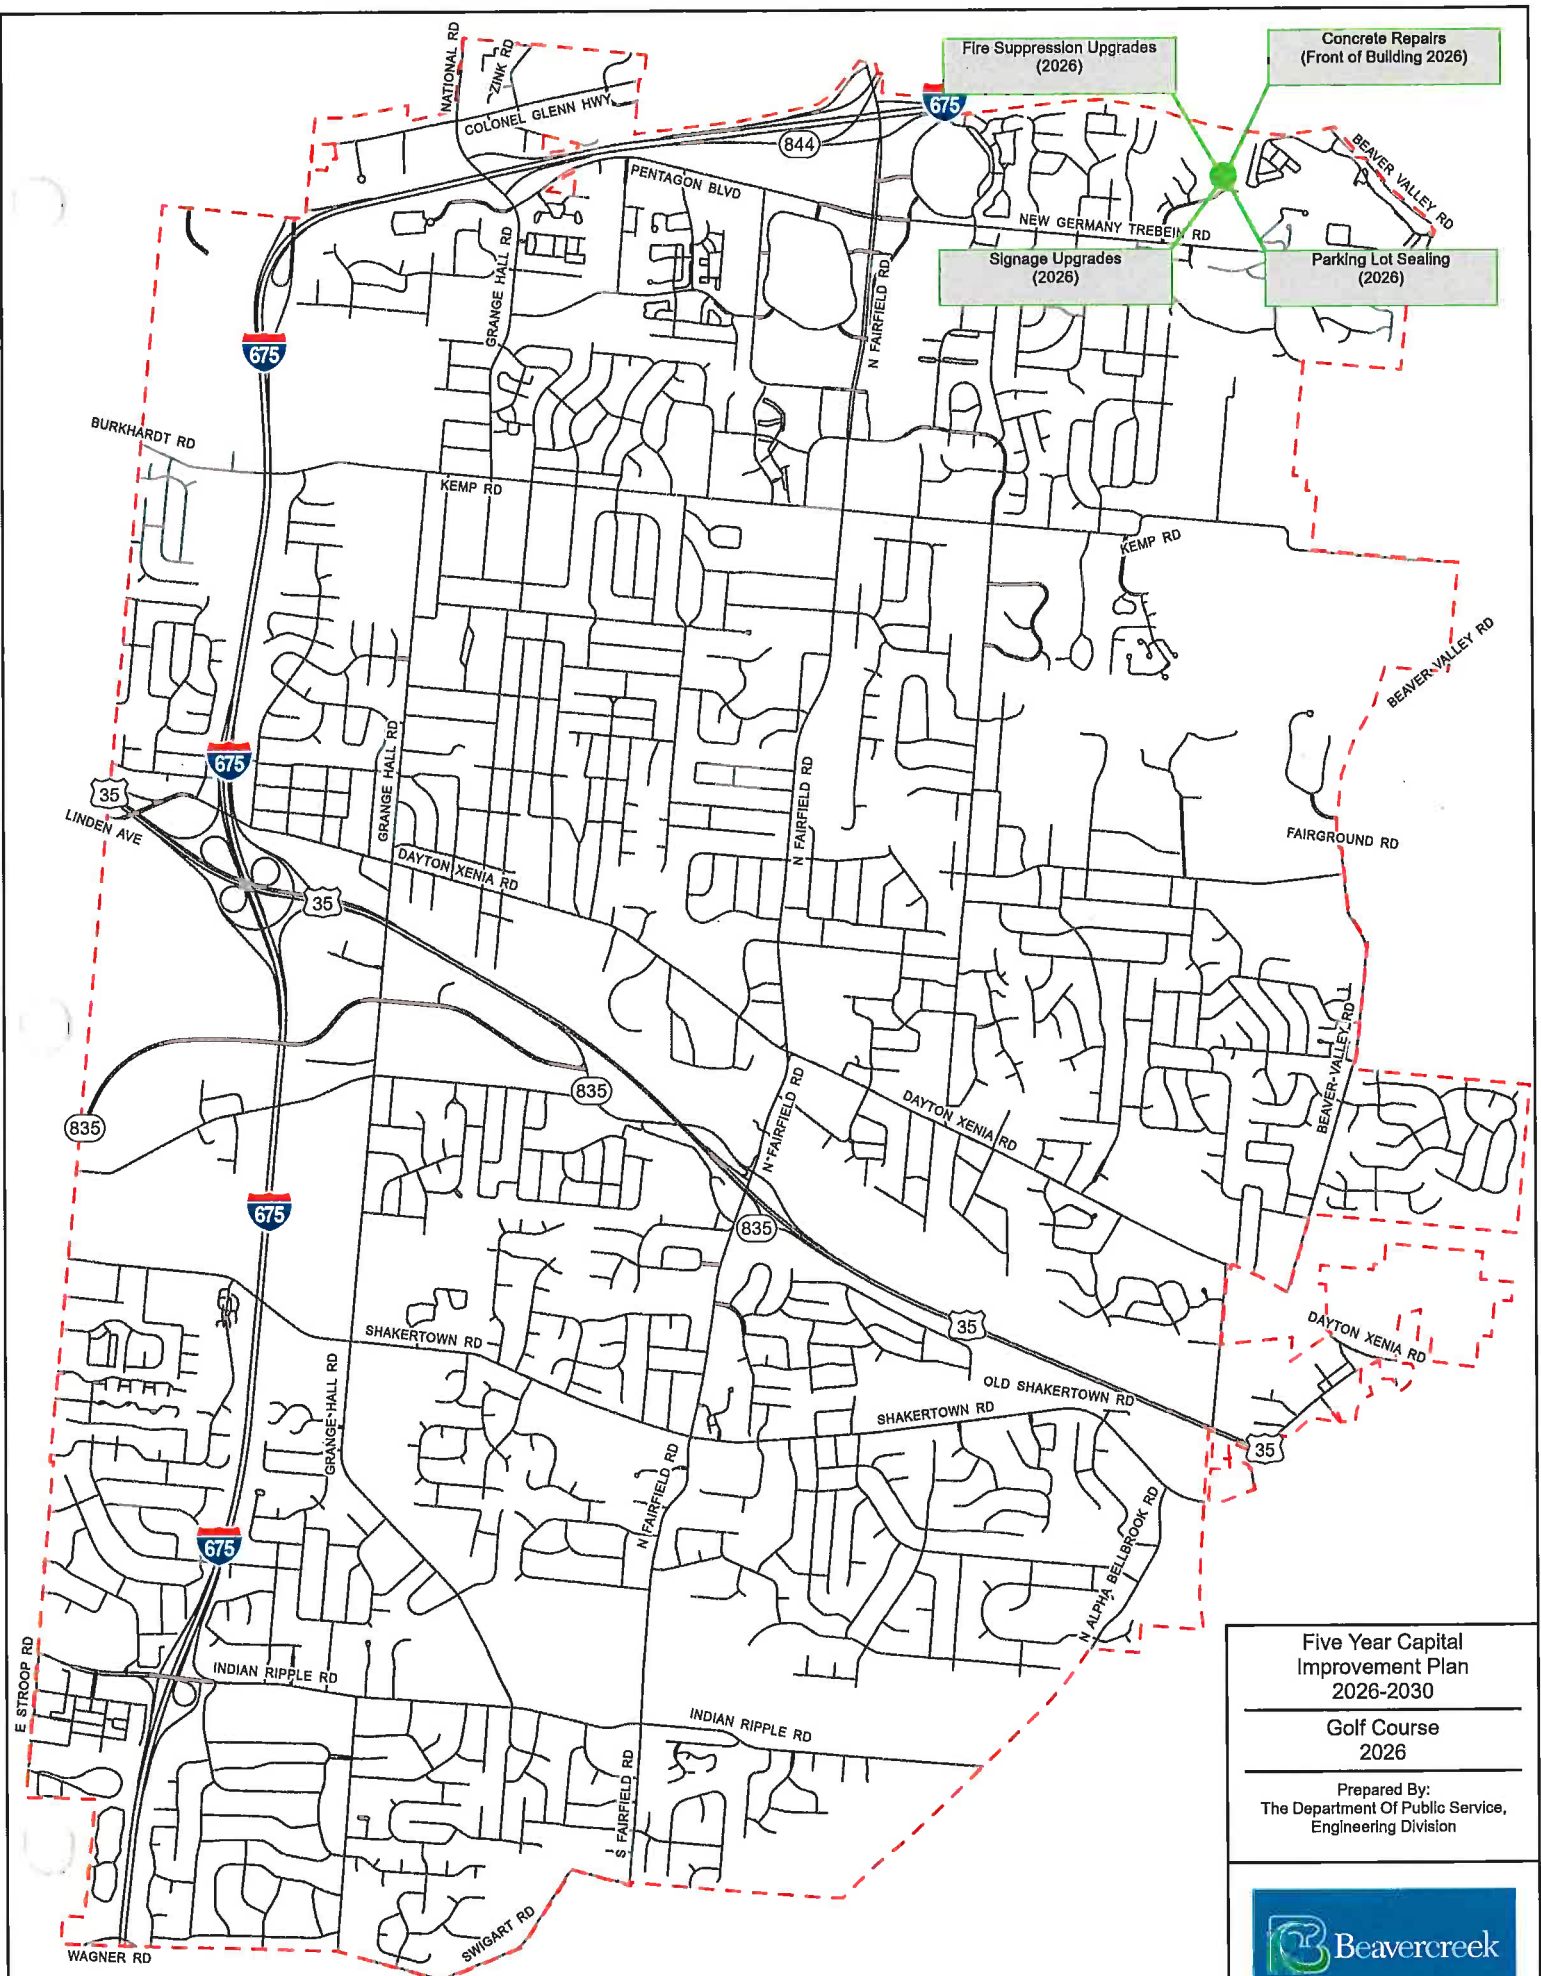 NATIONAL RD
ZINK RD
COLONEL GLENN HWY
Fire Suppression Upgrades
(2026)
Concrete Repairs
(Front of Building 2026)
675
844
BEAVER VALLEY RD
PENTAGON BLVD
NEW GERMANY TREBEIN RD
Signage Upgrades
(2026)
Parking Lot Sealing
(2026)
GRANGE HALL RD
N FAIRFIELD RD
675
BURKHARDT RD
KEMP RD
KEMP RD
BEAVER-VALLEY RD
675
35
LINDEN AVE
GRANGE HALL RD
N FAIRFIELD RD
FAIRGROUND RD
DAYTON XENIA RD
35
BEAVER-VALLEY RD
835
835
N FAIRFIELD RD
DAYTON XENIA RD
675
835
35
SHAKERTOWN RD
DAYTON XENIA RD
GRANGE HALL RD
OLD SHAKERTOWN RD
SHAKERTOWN RD
35
N FAIRFIELD RD
N ALPHA BELLBROOK RD
675
E STROOP RD
INDIAN RIPPLE RD
INDIAN RIPPLE RD
S FAIRFIELD RD
SWIGART RD
WAGNER RD
Five Year Capital
Improvement Plan
2026-2030
Golf Course
2026
Prepared By:
The Department Of Public Service,
Engineering Division
Beavercreek